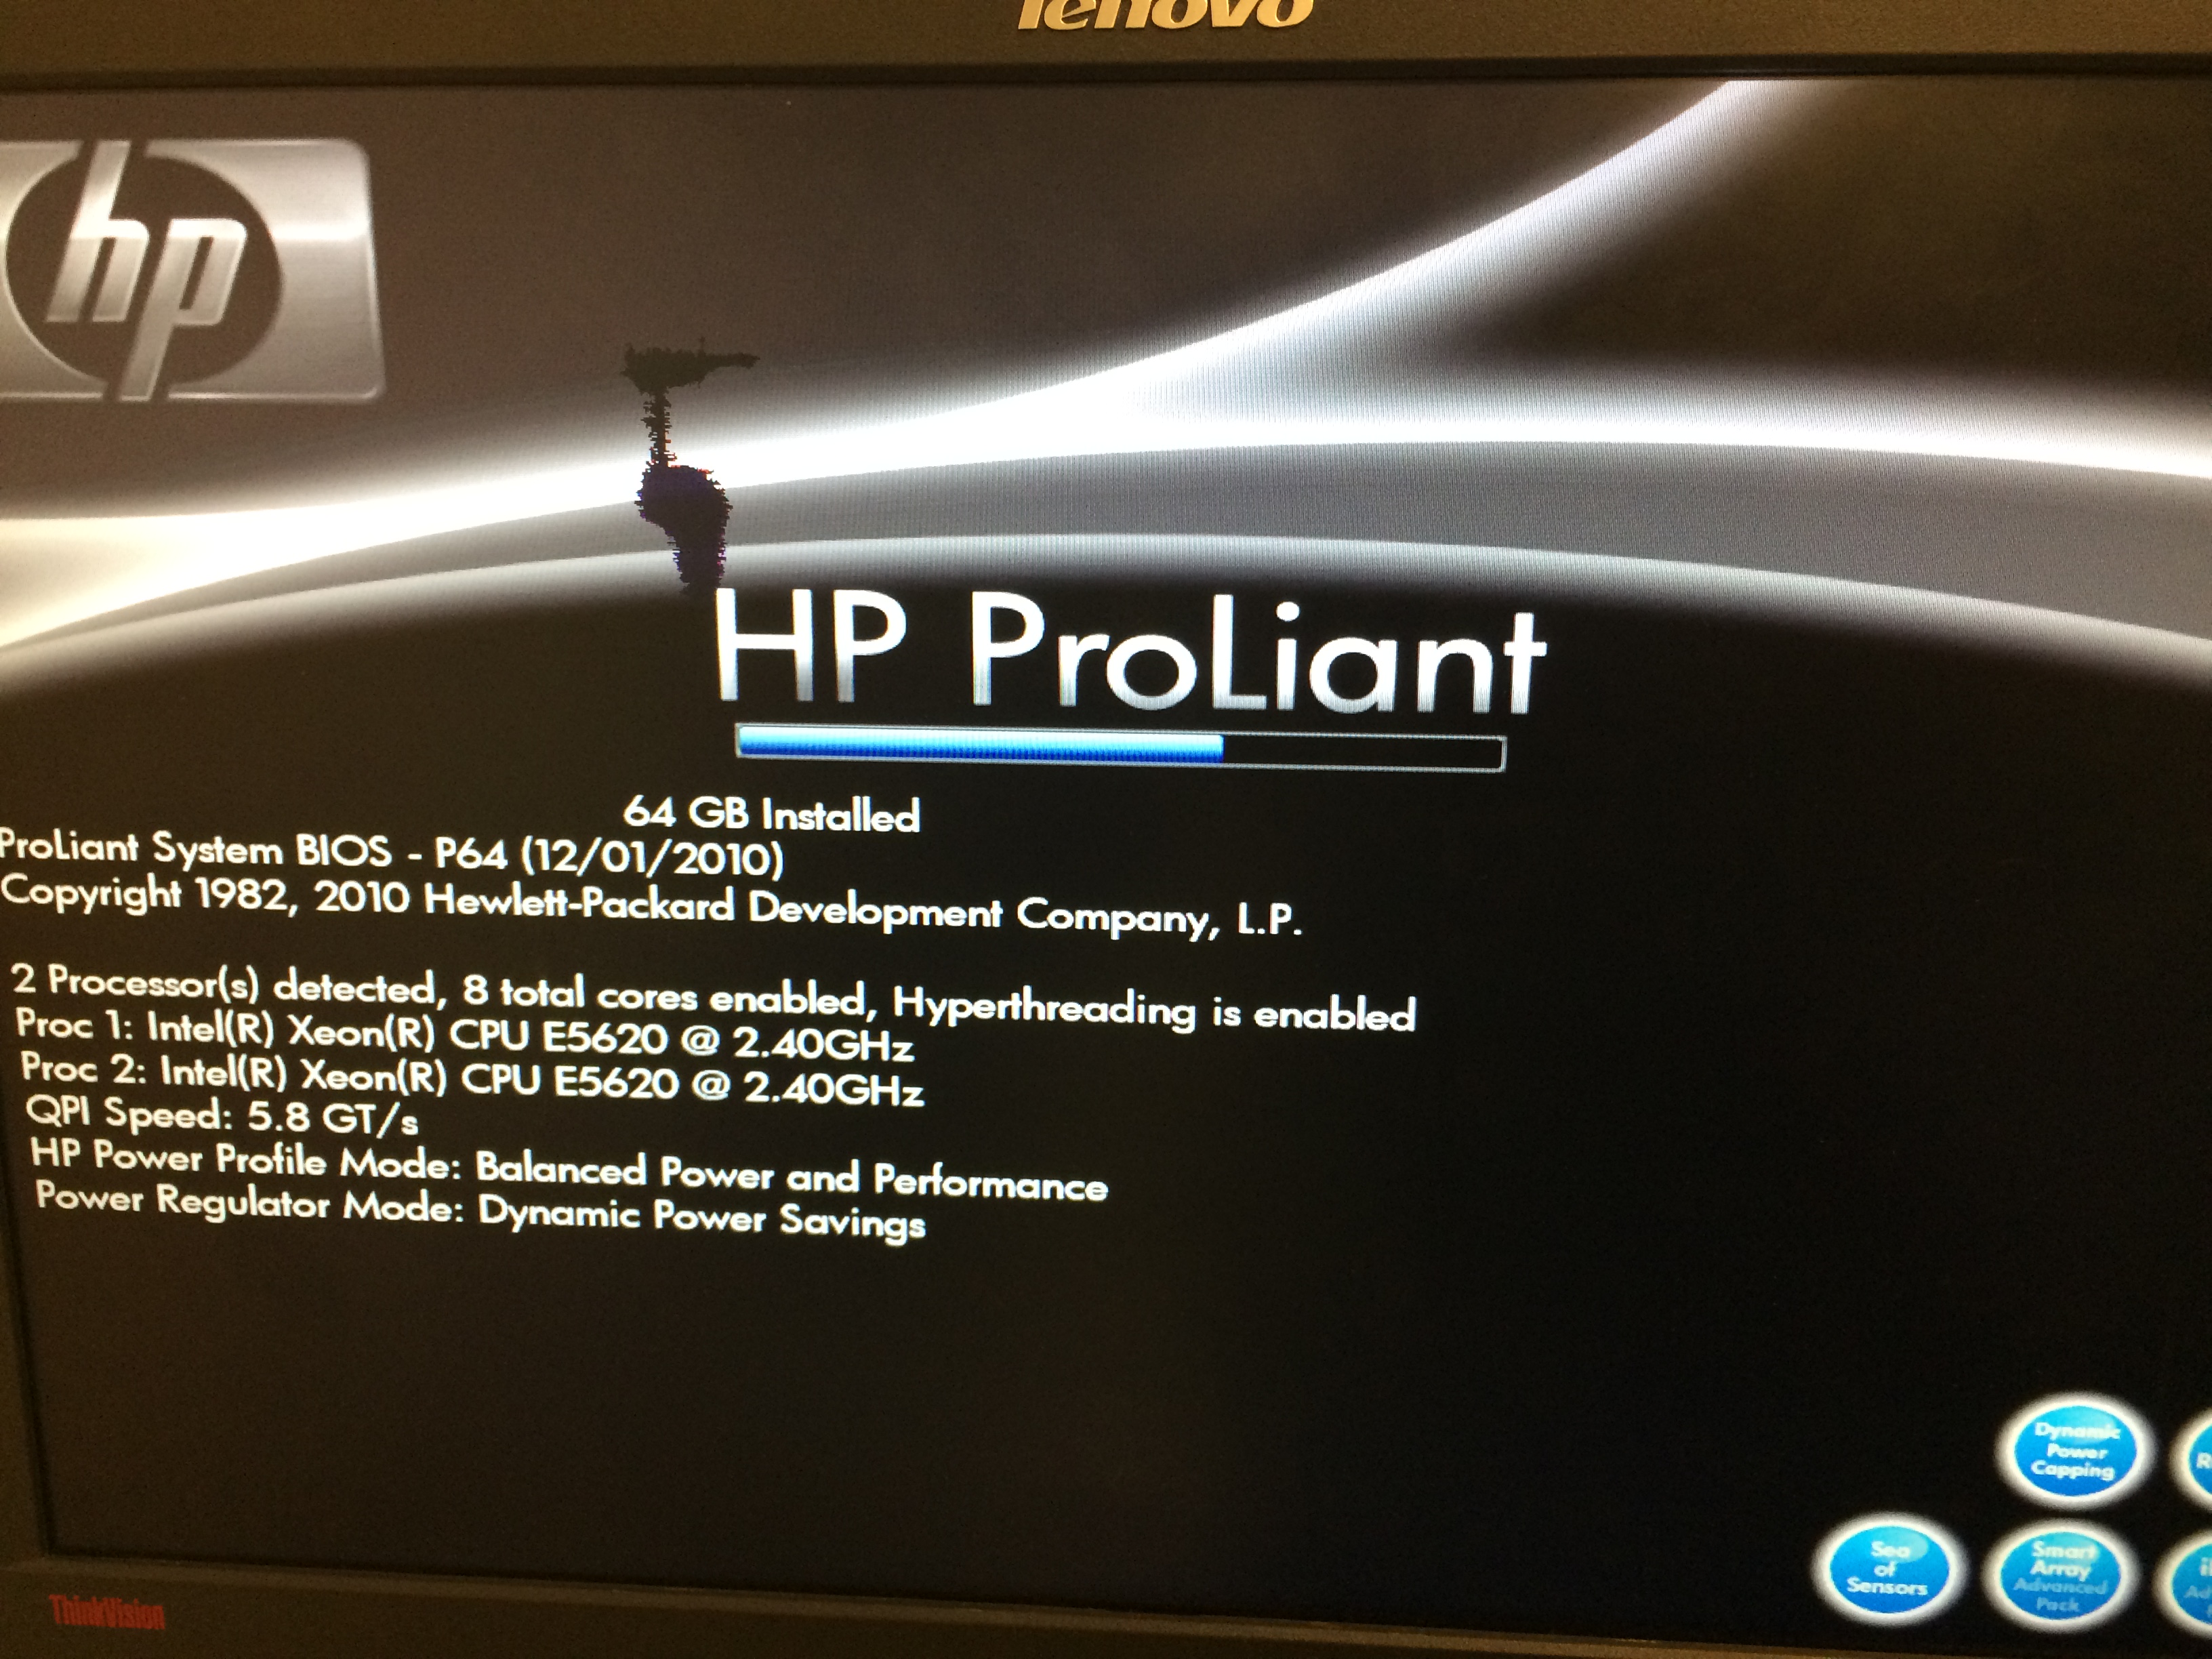 lenovo
hp
HP ProLiant
64 GB Installed
ProLiant System BIOS - P64 (12/01/2010)
Copyright 1982, 2010 Hewlett-Packard Development Company, L.P.
2 Processor(s) detected, 8 total cores enabled, Hyperthreading is enabled
Proc 1: Intel(R) Xeon(R) CPU E5620 @ 2.40GHz
Proc 2: Intel(R) Xeon(R) CPU E5620 @ 2.40GHz
QPI Speed: 5.8 GT/s
HP Power Profile Mode: Balanced Power and Performance
Power Regulator Mode: Dynamic Power Savings
Dynamic
Power
Capping
Sea
of
Sensors
Smart
Array
Advanced
Pack
ThinkVision